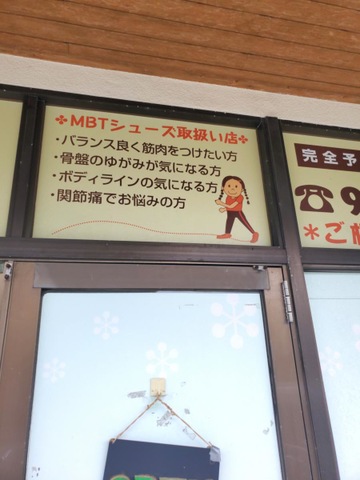 ✤MBTシューズ取扱い店✤
・バランス良く筋肉をつけたい方
・骨盤のゆがみが気になる方
・ボディラインの気になる方
・関節痛でお悩みの方
完全予
☎9
＊ご